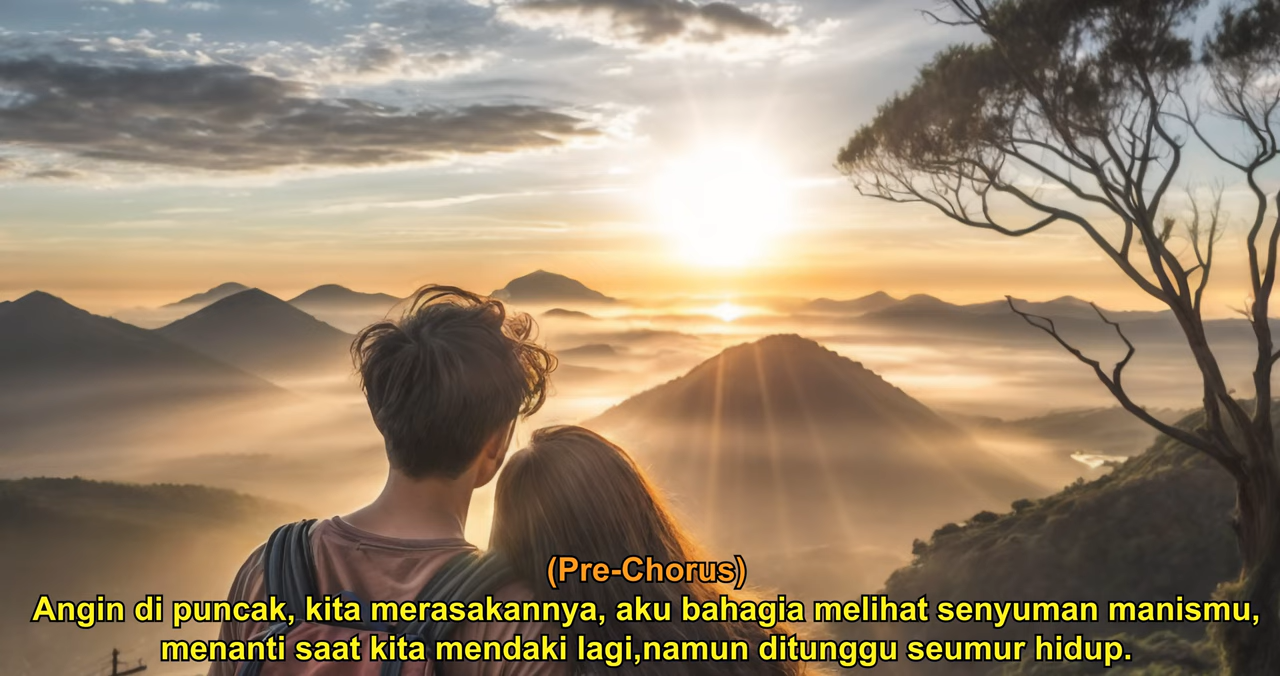 (Pre-Chorus)
Angin di puncak, kita merasakannya, aku bahagia melihat senyuman manismu,
menanti saat kita mendaki lagi,namun ditunggu seumur hidup.